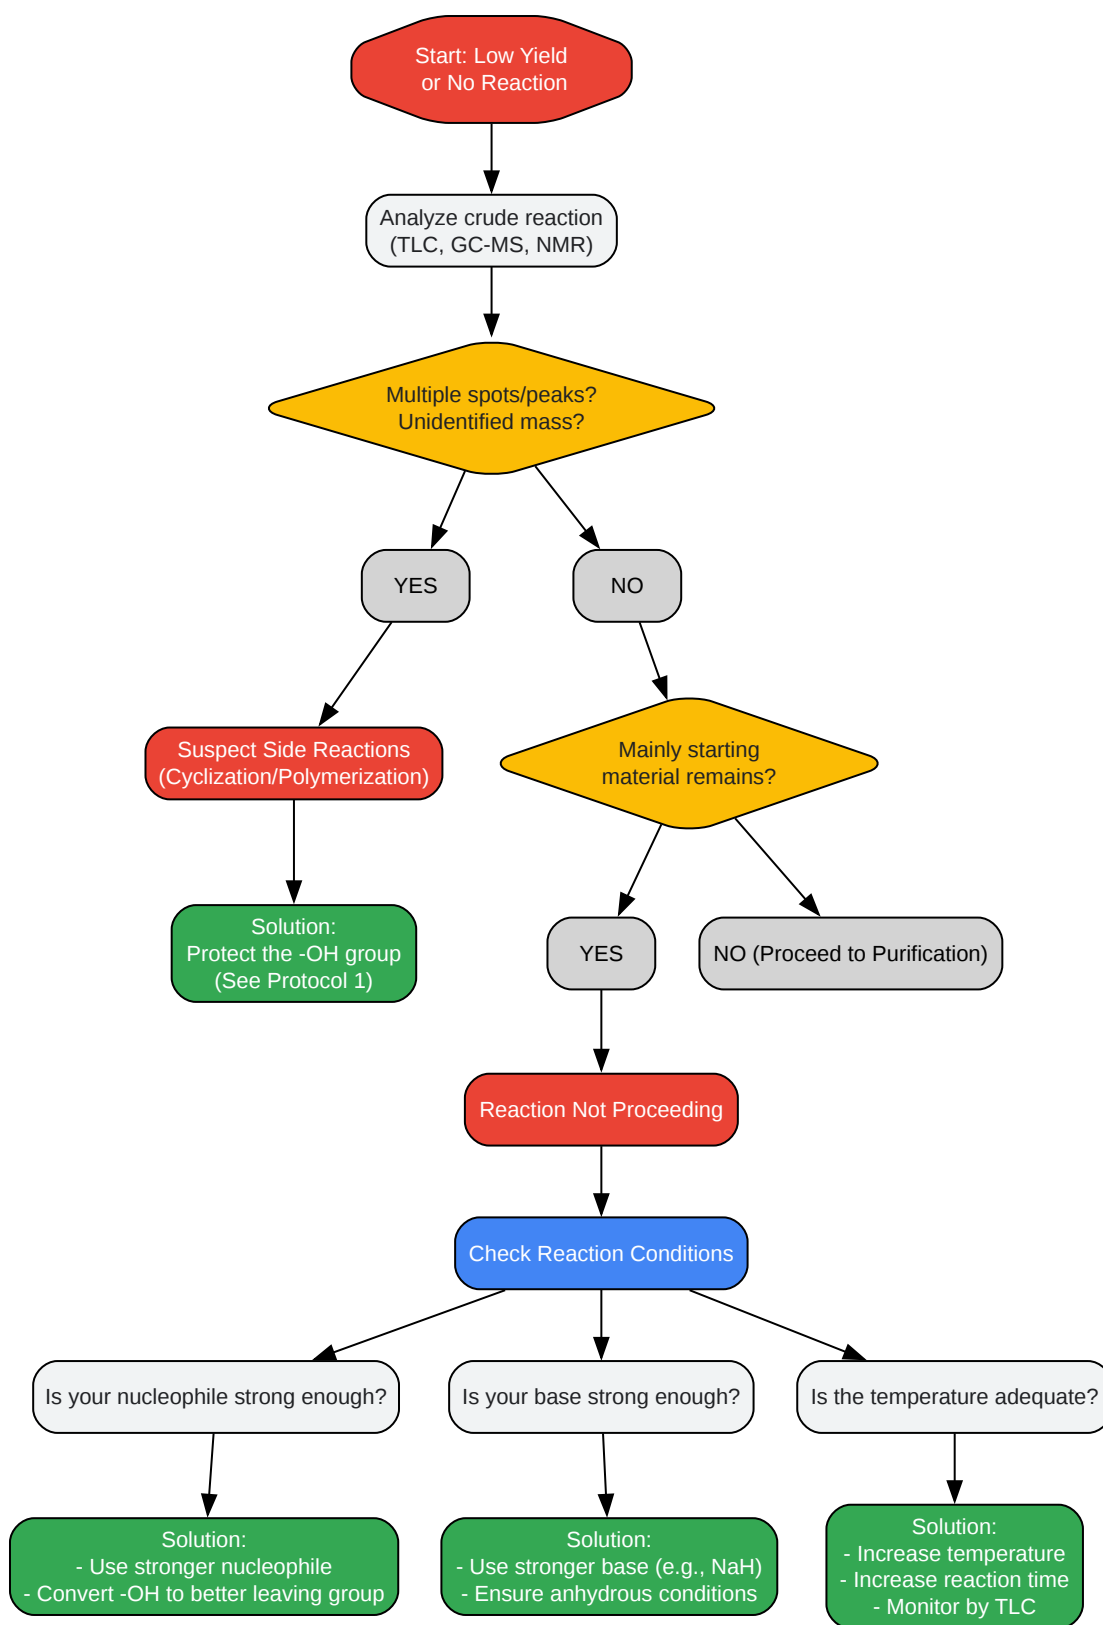 Start: Low Yield
or No Reaction
Analyze crude reaction
(TLC, GC-MS, NMR)
Multiple spots/peaks?
Unidentified mass?
YES
NO
Suspect Side Reactions
(Cyclization/Polymerization)
Mainly starting
material remains?
Solution:
Protect the -OH group
(See Protocol 1)
YES
NO (Proceed to Purification)
Reaction Not Proceeding
Check Reaction Conditions
Is your nucleophile strong enough?
Is your base strong enough?
Is the temperature adequate?
Solution:
- Use stronger nucleophile
- Convert -OH to better leaving group
Solution:
- Use stronger base (e.g., NaH)
- Ensure anhydrous conditions
Solution:
- Increase temperature
- Increase reaction time
- Monitor by TLC